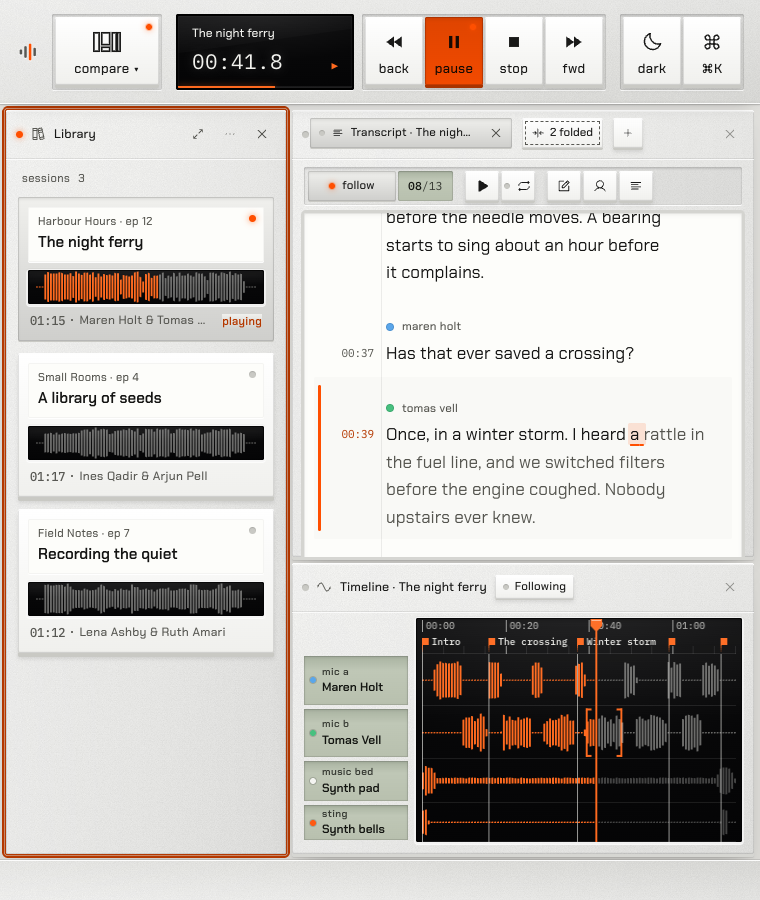 compare ▾
The night ferry
00:41.8
back
pause
stop
fwd
dark
⌘K
Library
sessions 3
Harbour Hours · ep 12
The night ferry
01:15 · Maren Holt & Tomas ...
playing
Small Rooms · ep 4
A library of seeds
01:17 · Ines Qadir & Arjun Pell
Field Notes · ep 7
Recording the quiet
01:12 · Lena Ashby & Ruth Amari
Transcript · The nigh...
2 folded
follow
08/13
before the needle moves. A bearing
starts to sing about an hour before
it complains.
maren holt
00:37 Has that ever saved a crossing?
tomas vell
00:39 Once, in a winter storm. I heard a rattle in
the fuel line, and we switched filters
before the engine coughed. Nobody
upstairs ever knew.
Timeline · The night ferry
Following
00:00 00:20 :40 01:00
Intro The crossing Winter storm
mic a
Maren Holt
mic b
Tomas Vell
music bed
Synth pad
sting
Synth bells